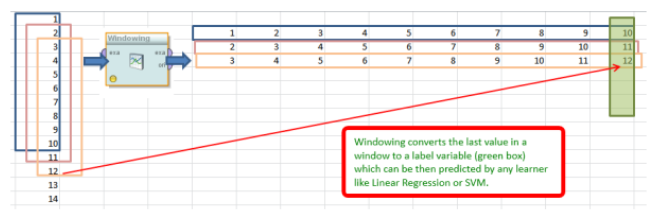 1
2
3
4
5
6
7
8
9
10
11
12
13
14
Windowing
exa
exa
ori
1 2 3 4 5 6 7 8 9 10
2 3 4 5 6 7 8 9 10 11
3 4 5 6 7 8 9 10 11 12
Windowing converts the last value in a
window to a label variable (green box)
which can be then predicted by any learner
like Linear Regression or SVM.